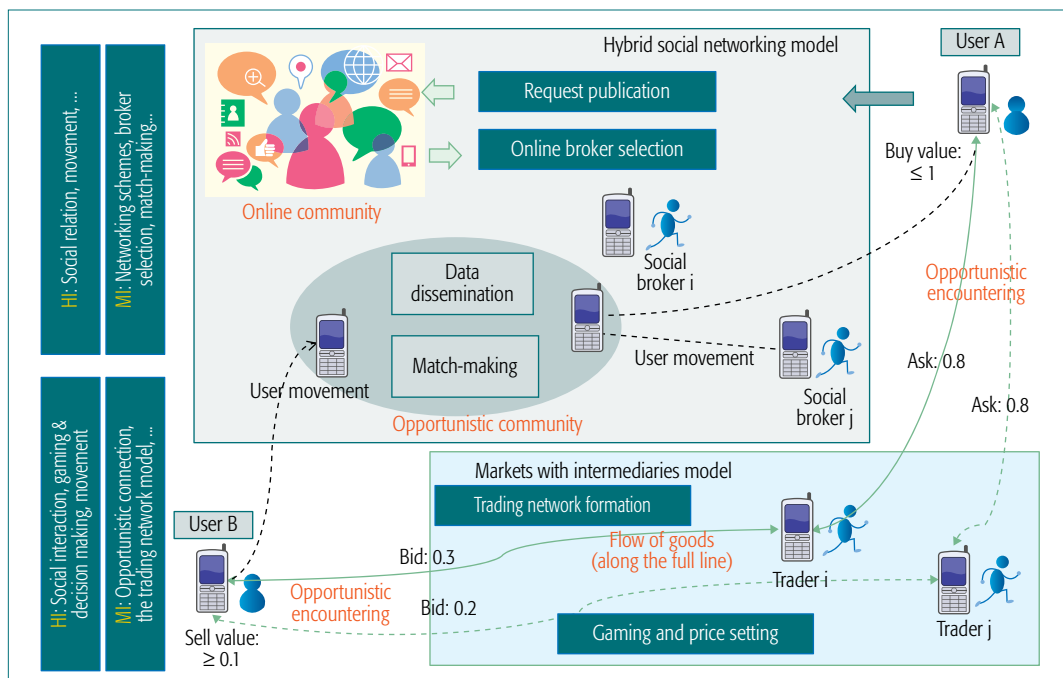 HI: Social relation, movement, ...
MI: Networking schemes, broker
selection, match-making...
Hybrid social networking model
Request publication
Online broker selection
Online community
Social
broker i
Data
dissemination
Match-making
User movement
User movement
Opportunistic community
Social
broker j
User A
Buy value:
≤ 1
Opportunistic
encountering
Ask: 0.8
Ask: 0.8
HI: Social interaction, gaming &
decision making, movement
MI: Opportunistic connection,
the trading network model, ...
User B
Sell value:
≥ 0.1
Opportunistic
encountering
Bid: 0.3
Bid: 0.2
Markets with intermediaries model
Trading network formation
Flow of goods
(along the full line)
Trader i
Trader j
Gaming and price setting